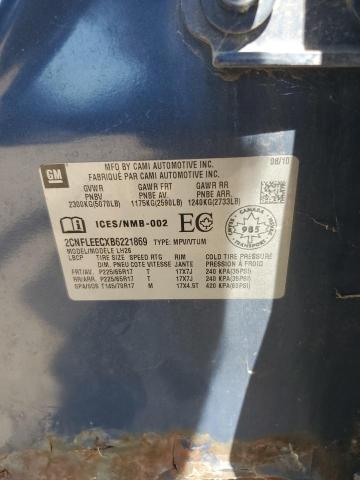 GM
MFD. BY CAMI AUTOMOTIVE INC.
FABRIQUÉ PAR CAMI AUTOMOTIVE INC.
08/10
GVWR GAWR FRT GAWR RR
PNBV PNBE AV. PNBE ARR.
2300KG(5070LB) 1175KG(2590LB) 1240KG(2733LB)
ICES/NMB-002 EC
CANADA
985
2CNFLEECXB6221869 TYPE: MPV/VTUM
MODEL/MODÈLE LH26
LBCP TIRE SIZE SPEED RTG RIM COLD TIRE PRESSURE
DIM. PNEU COTE VITESSE JANTE PRESSION À FROID
FRT/AV. P225/65R17 T 17X7J 240 KPA(35PSI)
RR/ARR. P225/65R17 T 17X7J 240 KPA(35PSI)
SPA/SOS T145/70R17 M 17X4.5T 420 KPA(60PSI)